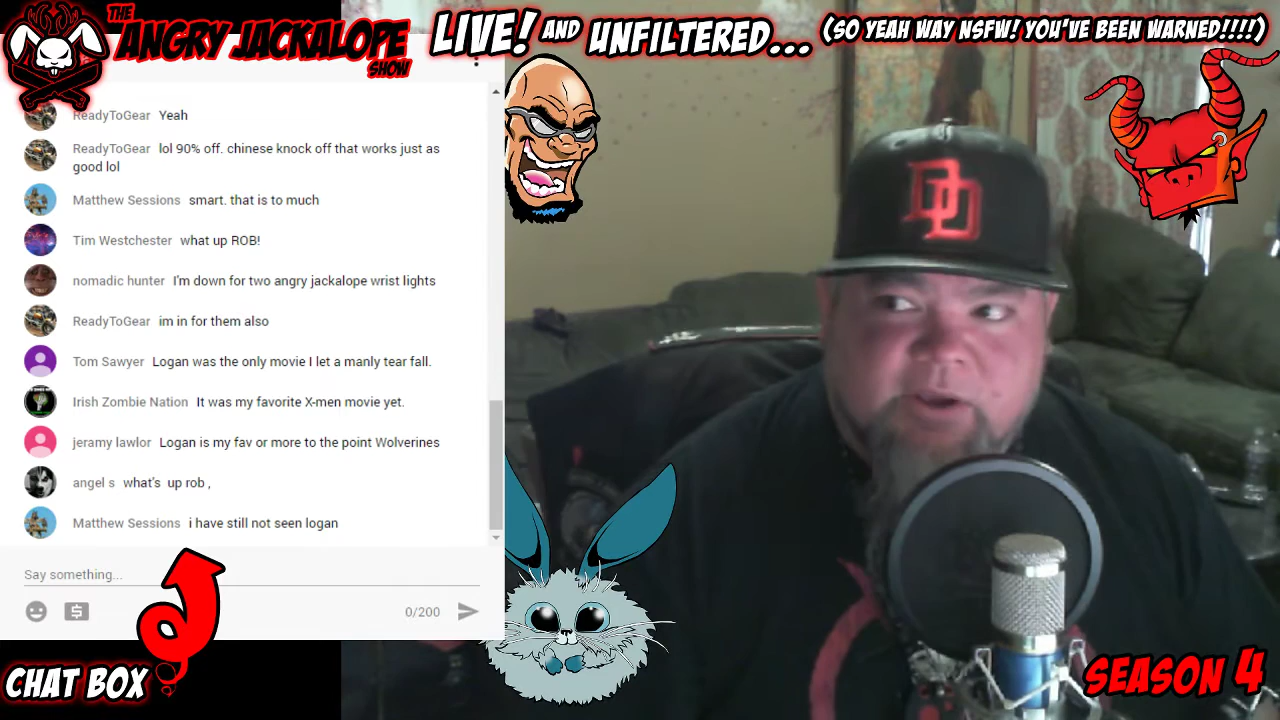 THE
ANGRY JACKALOPE
SHOW
LIVE! AND UNFILTERED...
(SO YEAH WAY NSFW! YOU'VE BEEN WARNED!!!!)
ReadyToGear Yeah
ReadyToGear lol 90% off. chinese knock off that works just as
good lol
Matthew Sessions smart. that is to much
Tim Westchester what up ROB!
nomadic hunter I'm down for two angry jackalope wrist lights
ReadyToGear im in for them also
Tom Sawyer Logan was the only movie I let a manly tear fall.
Irish Zombie Nation It was my favorite X-men movie yet.
jeramy lawlor Logan is my fav or more to the point Wolverines
angel s what's up rob ,
Matthew Sessions i have still not seen logan
Say something...
0/200
CHAT BOX
DD
SEASON 4